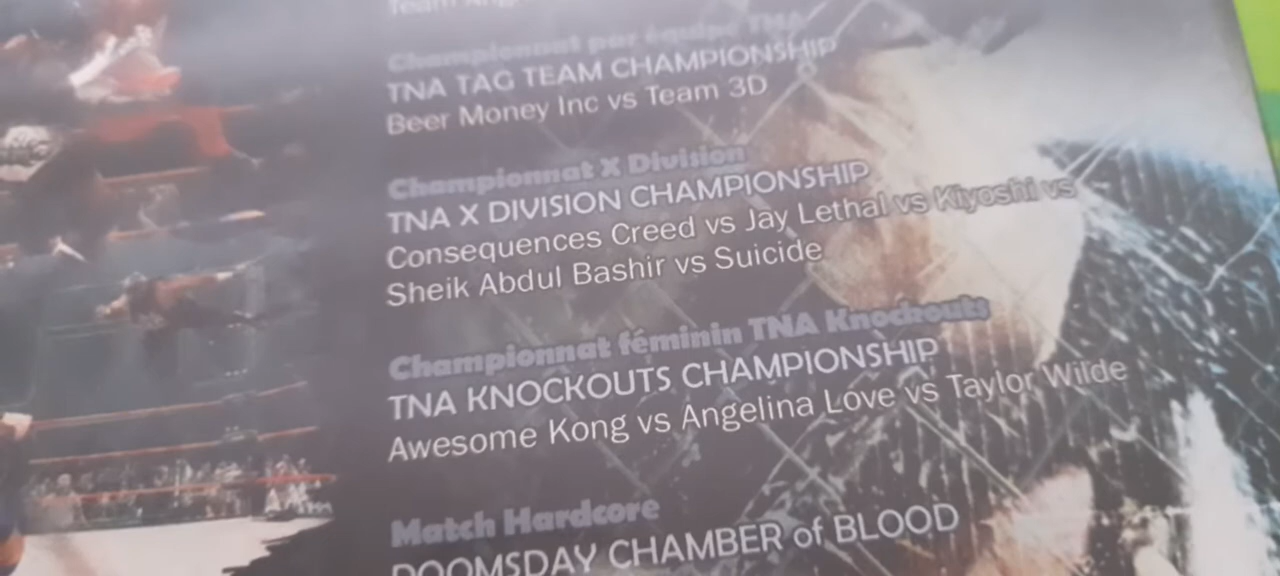 Team
Championnat par équipe TNA
TNA TAG TEAM CHAMPIONSHIP
Beer Money Inc vs Team 3D
Championnat X Division
TNA X DIVISION CHAMPIONSHIP
Consequences Creed vs Jay Lethal vs Kiyoshi vs
Sheik Abdul Bashir vs Suicide
Championnat féminin TNA Knockouts
TNA KNOCKOUTS CHAMPIONSHIP
Awesome Kong vs Angelina Love vs Taylor Wilde
Match Hardcore
DOOMSDAY CHAMBER of BLOOD